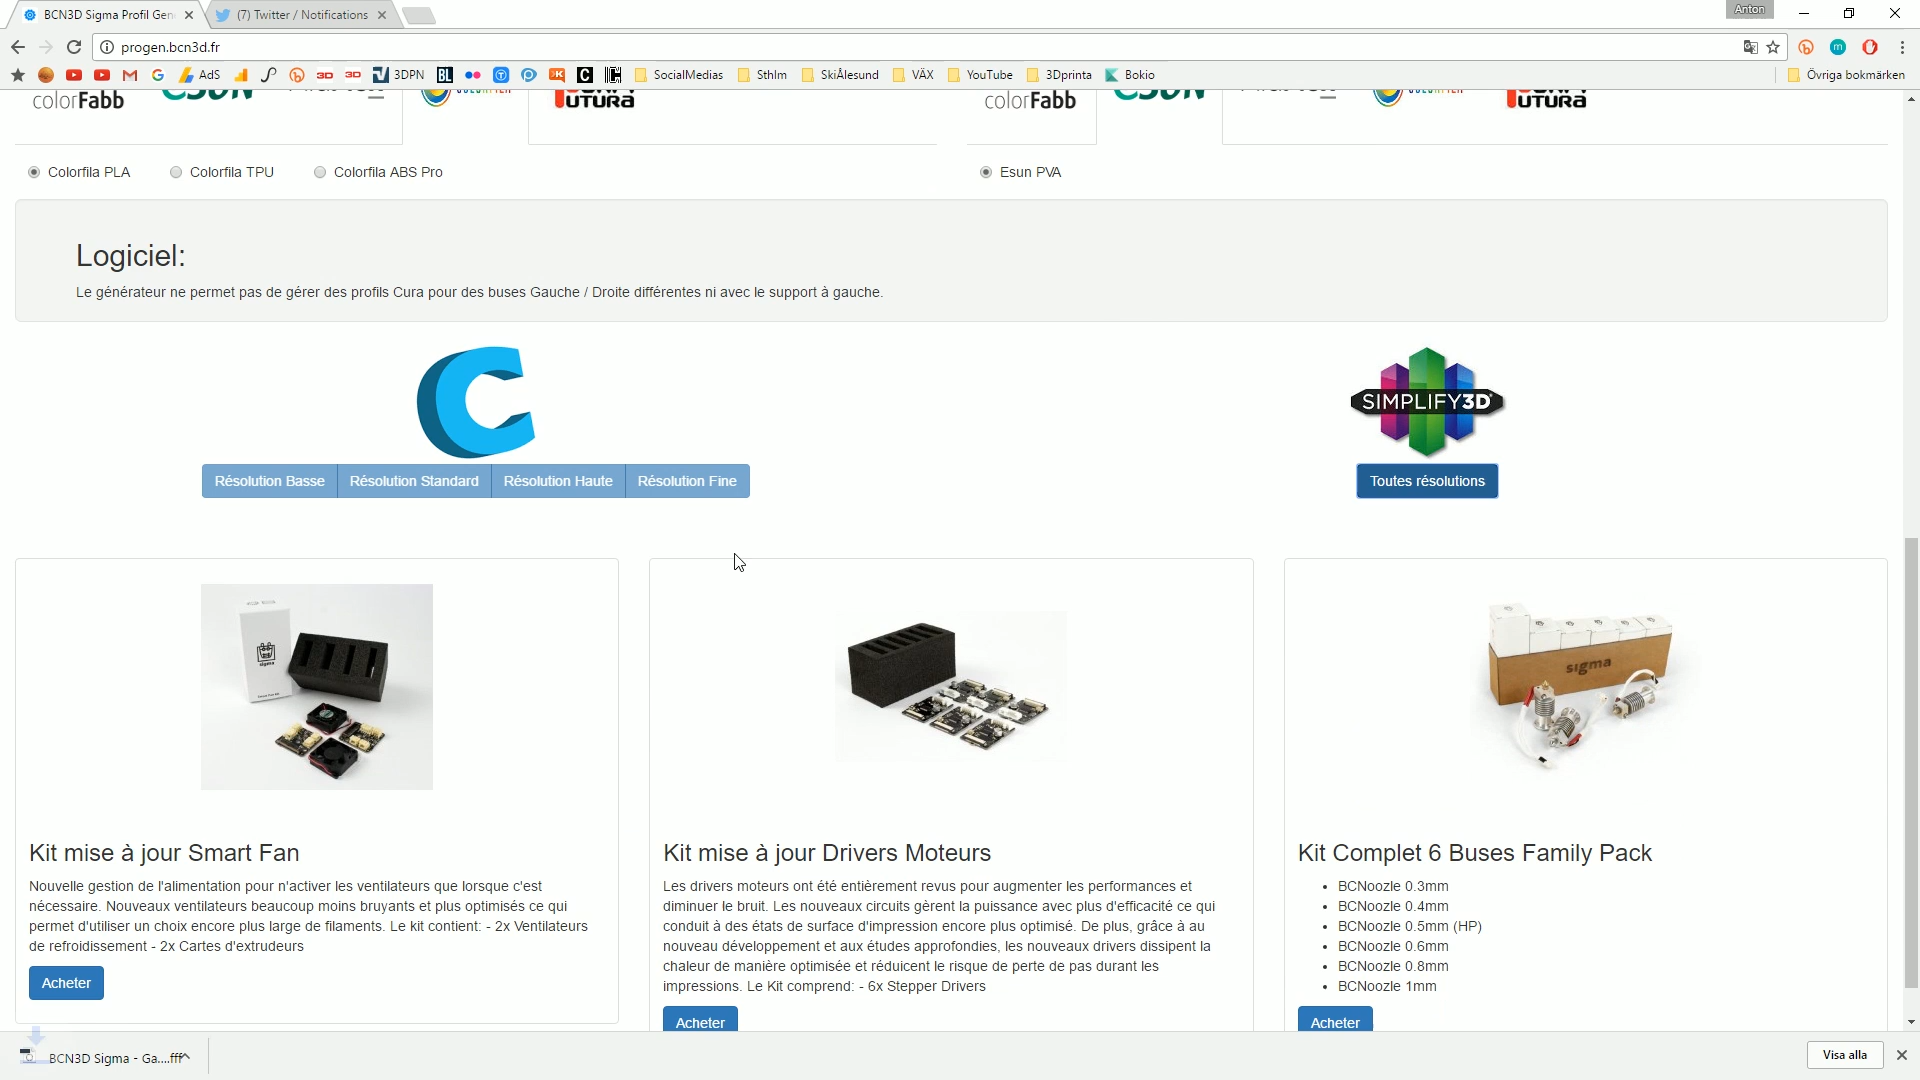 Anton
BCN3D Sigma Profil Gen
(7) Twitter / Notifications
progen.bcn3d.fr
AdS
3D
3D
3DPN
BL
SocialMedias
Sthlm
SkiÅlesund
VÄX
YouTube
3Dprinta
Bokio
Övriga bokmärken
colorFabb
UTURA
colorFabb
UTURA
Colorfila PLA
Colorfila TPU
Colorfila ABS Pro
Esun PVA
Logiciel:
Le générateur ne permet pas de gérer des profils Cura pour des buses Gauche / Droite différentes ni avec le support à gauche.
SIMPLIFY3D
Résolution Basse
Résolution Standard
Résolution Haute
Résolution Fine
Toutes résolutions
sigma
sigma
Kit mise à jour Smart Fan
Nouvelle gestion de l'alimentation pour n'activer les ventilateurs que lorsque c'est
nécessaire. Nouveaux ventilateurs beaucoup moins bruyants et plus optimisés ce qui
permet d'utiliser un choix encore plus large de filaments. Le kit contient: - 2x Ventilateurs
de refroidissement - 2x Cartes d'extrudeurs
Acheter
Kit mise à jour Drivers Moteurs
Les drivers moteurs ont été entièrement revus pour augmenter les performances et
diminuer le bruit. Les nouveaux circuits gèrent la puissance avec plus d'efficacité ce qui
conduit à des états de surface d'impression encore plus optimisé. De plus, grâce à au
nouveau développement et aux études approfondies, les nouveaux drivers dissipent la
chaleur de manière optimisée et réduicent le risque de perte de pas durant les
impressions. Le Kit comprend: - 6x Stepper Drivers
Acheter
Kit Complet 6 Buses Family Pack
• BCNoozle 0.3mm
• BCNoozle 0.4mm
• BCNoozle 0.5mm (HP)
• BCNoozle 0.6mm
• BCNoozle 0.8mm
• BCNoozle 1mm
Acheter
BCN3D Sigma - Ga....fff
Visa alla